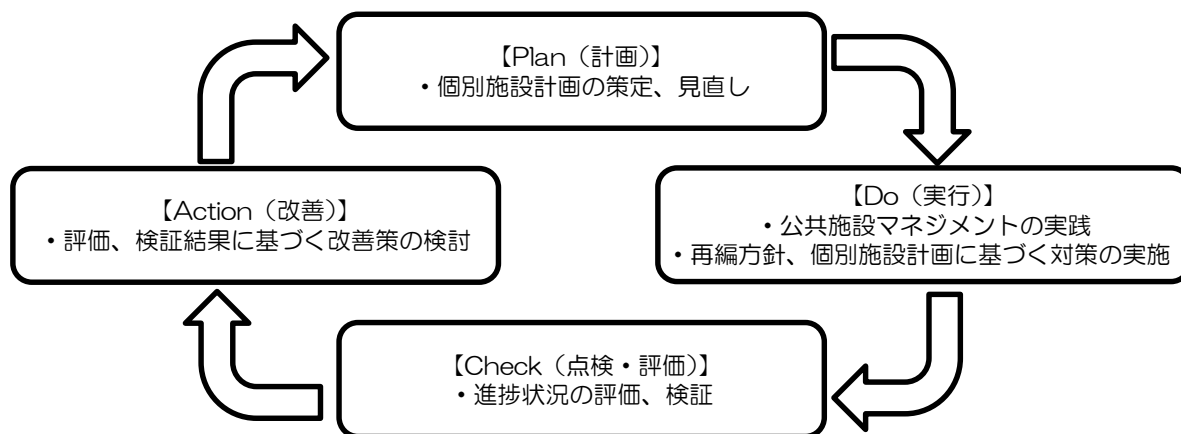 【Plan（計画）】
・個別施設計画の策定、見直し
【Do（実行）】
・公共施設マネジメントの実践
・再編方針、個別施設計画に基づく対策の実施
【Check（点検・評価）】
・進捗状況の評価、検証
【Action（改善）】
・評価、検証結果に基づく改善策の検討